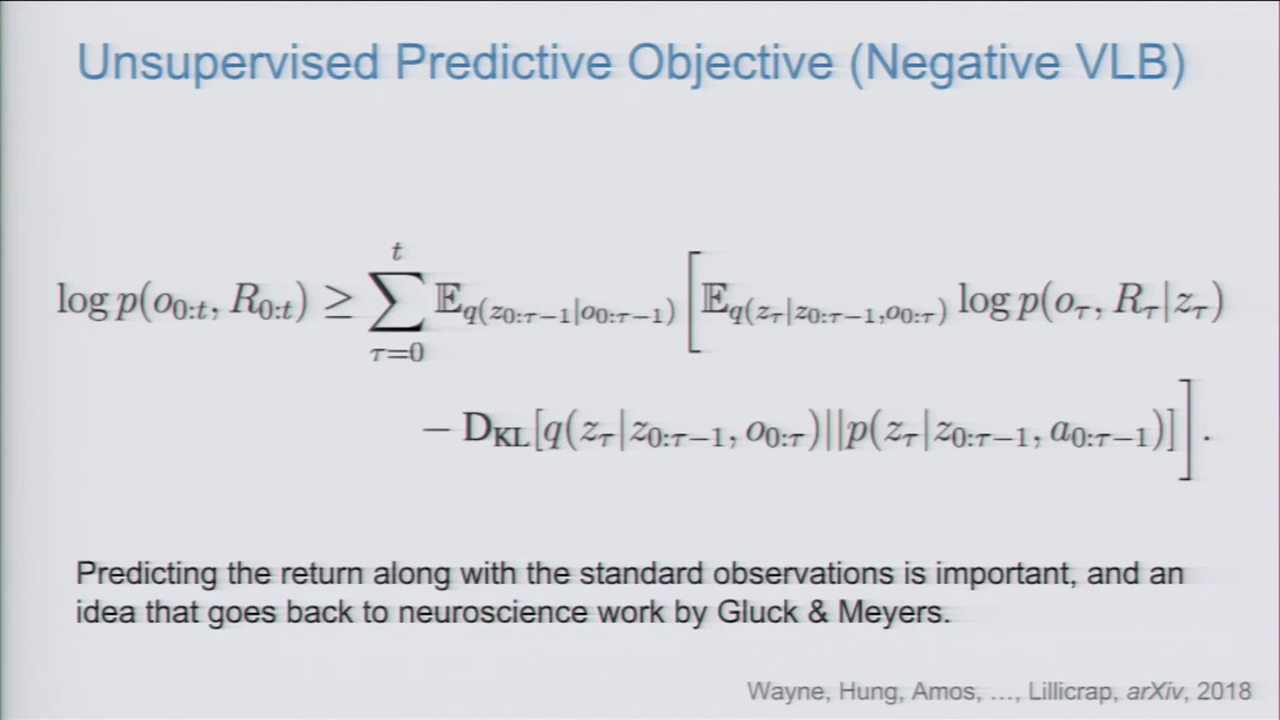 Unsupervised Predictive Objective (Negative VLB)
log p(o_{0:t}, R_{0:t}) ≥ \sum_{τ=0}^{t} 𝔼_{q(z_{0:τ−1}|o_{0:τ−1})} [ 𝔼_{q(z_τ|z_{0:τ−1},o_{0:τ})} log p(o_τ, R_τ|z_τ)
− D_{KL}[q(z_τ|z_{0:τ−1}, o_{0:τ})||p(z_τ|z_{0:τ−1}, a_{0:τ−1})] ] .
Predicting the return along with the standard observations is important, and an
idea that goes back to neuroscience work by Gluck & Meyers.
Wayne, Hung, Amos, ..., Lillicrap, arXiv, 2018